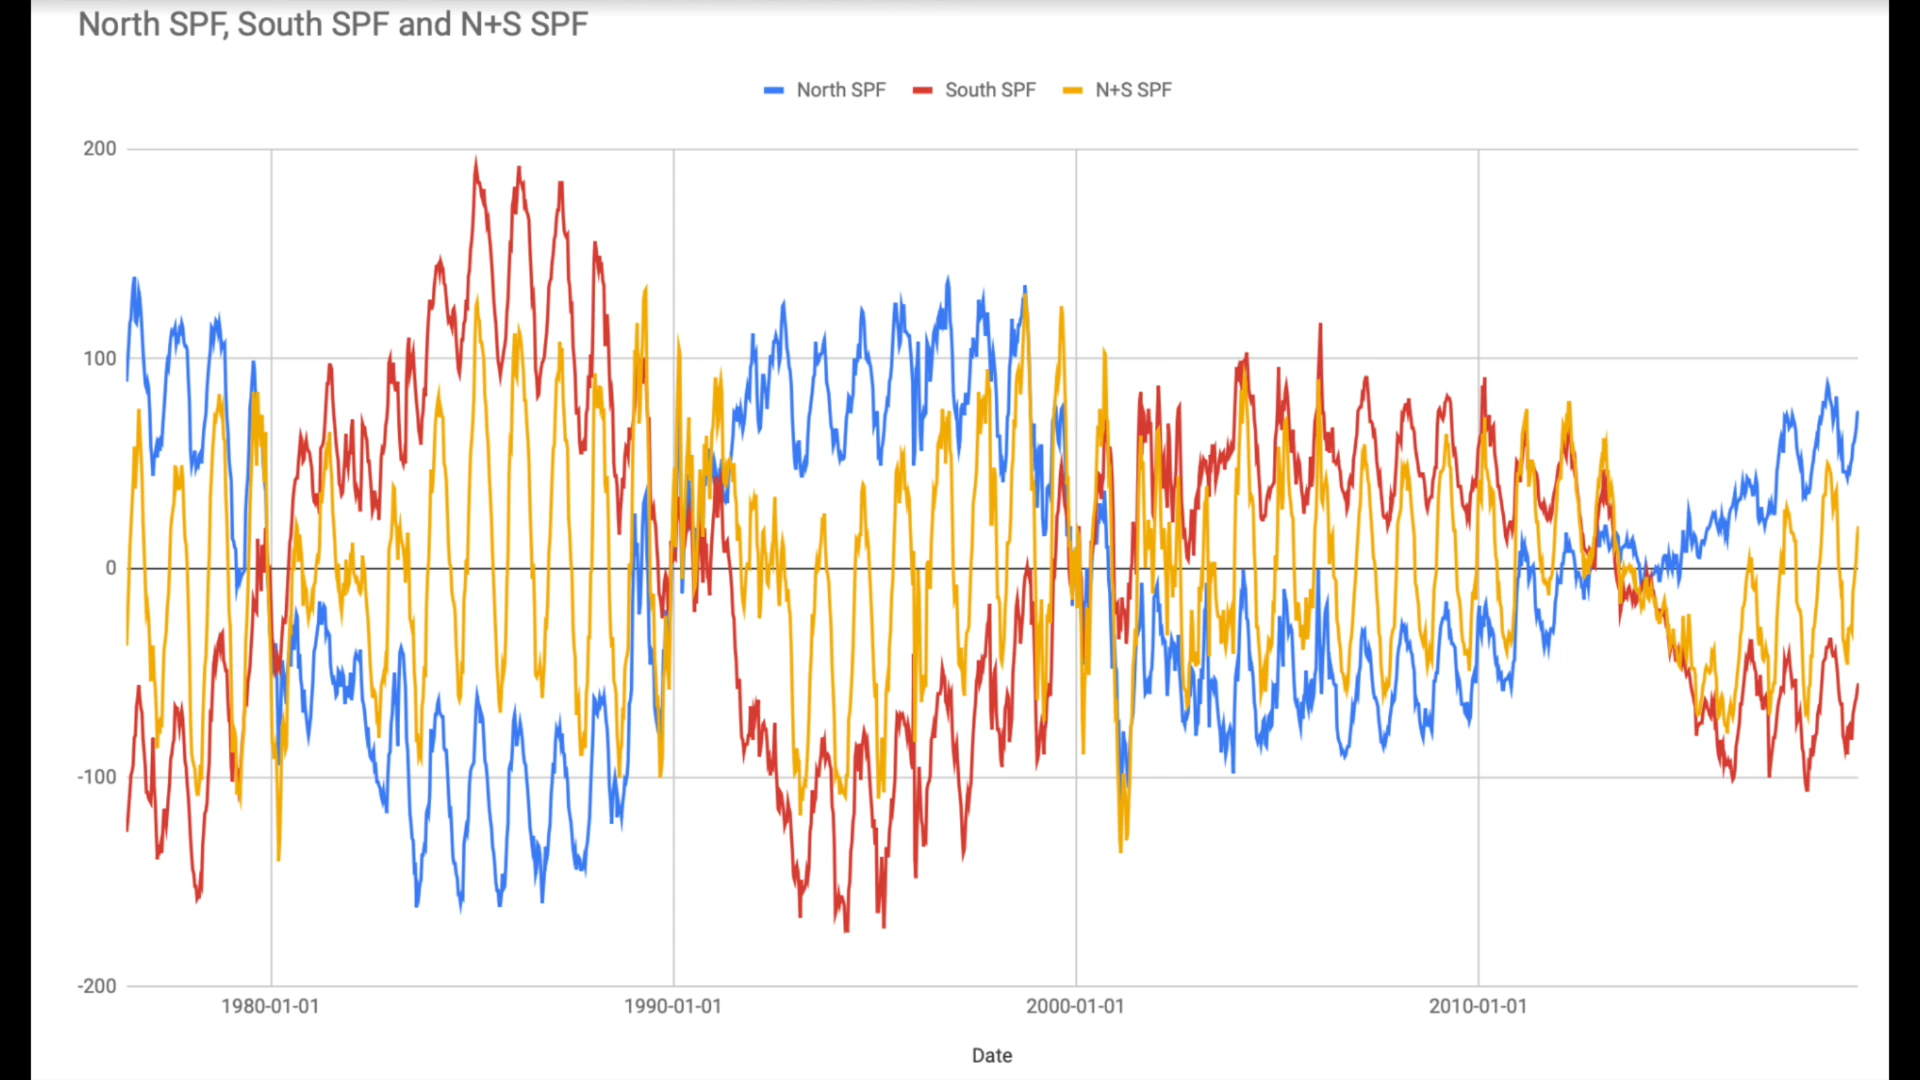 North SPF, South SPF and N+S SPF
North SPF South SPF N+S SPF
200
100
0
-100
-200
1980-01-01 1990-01-01 2000-01-01 2010-01-01
Date